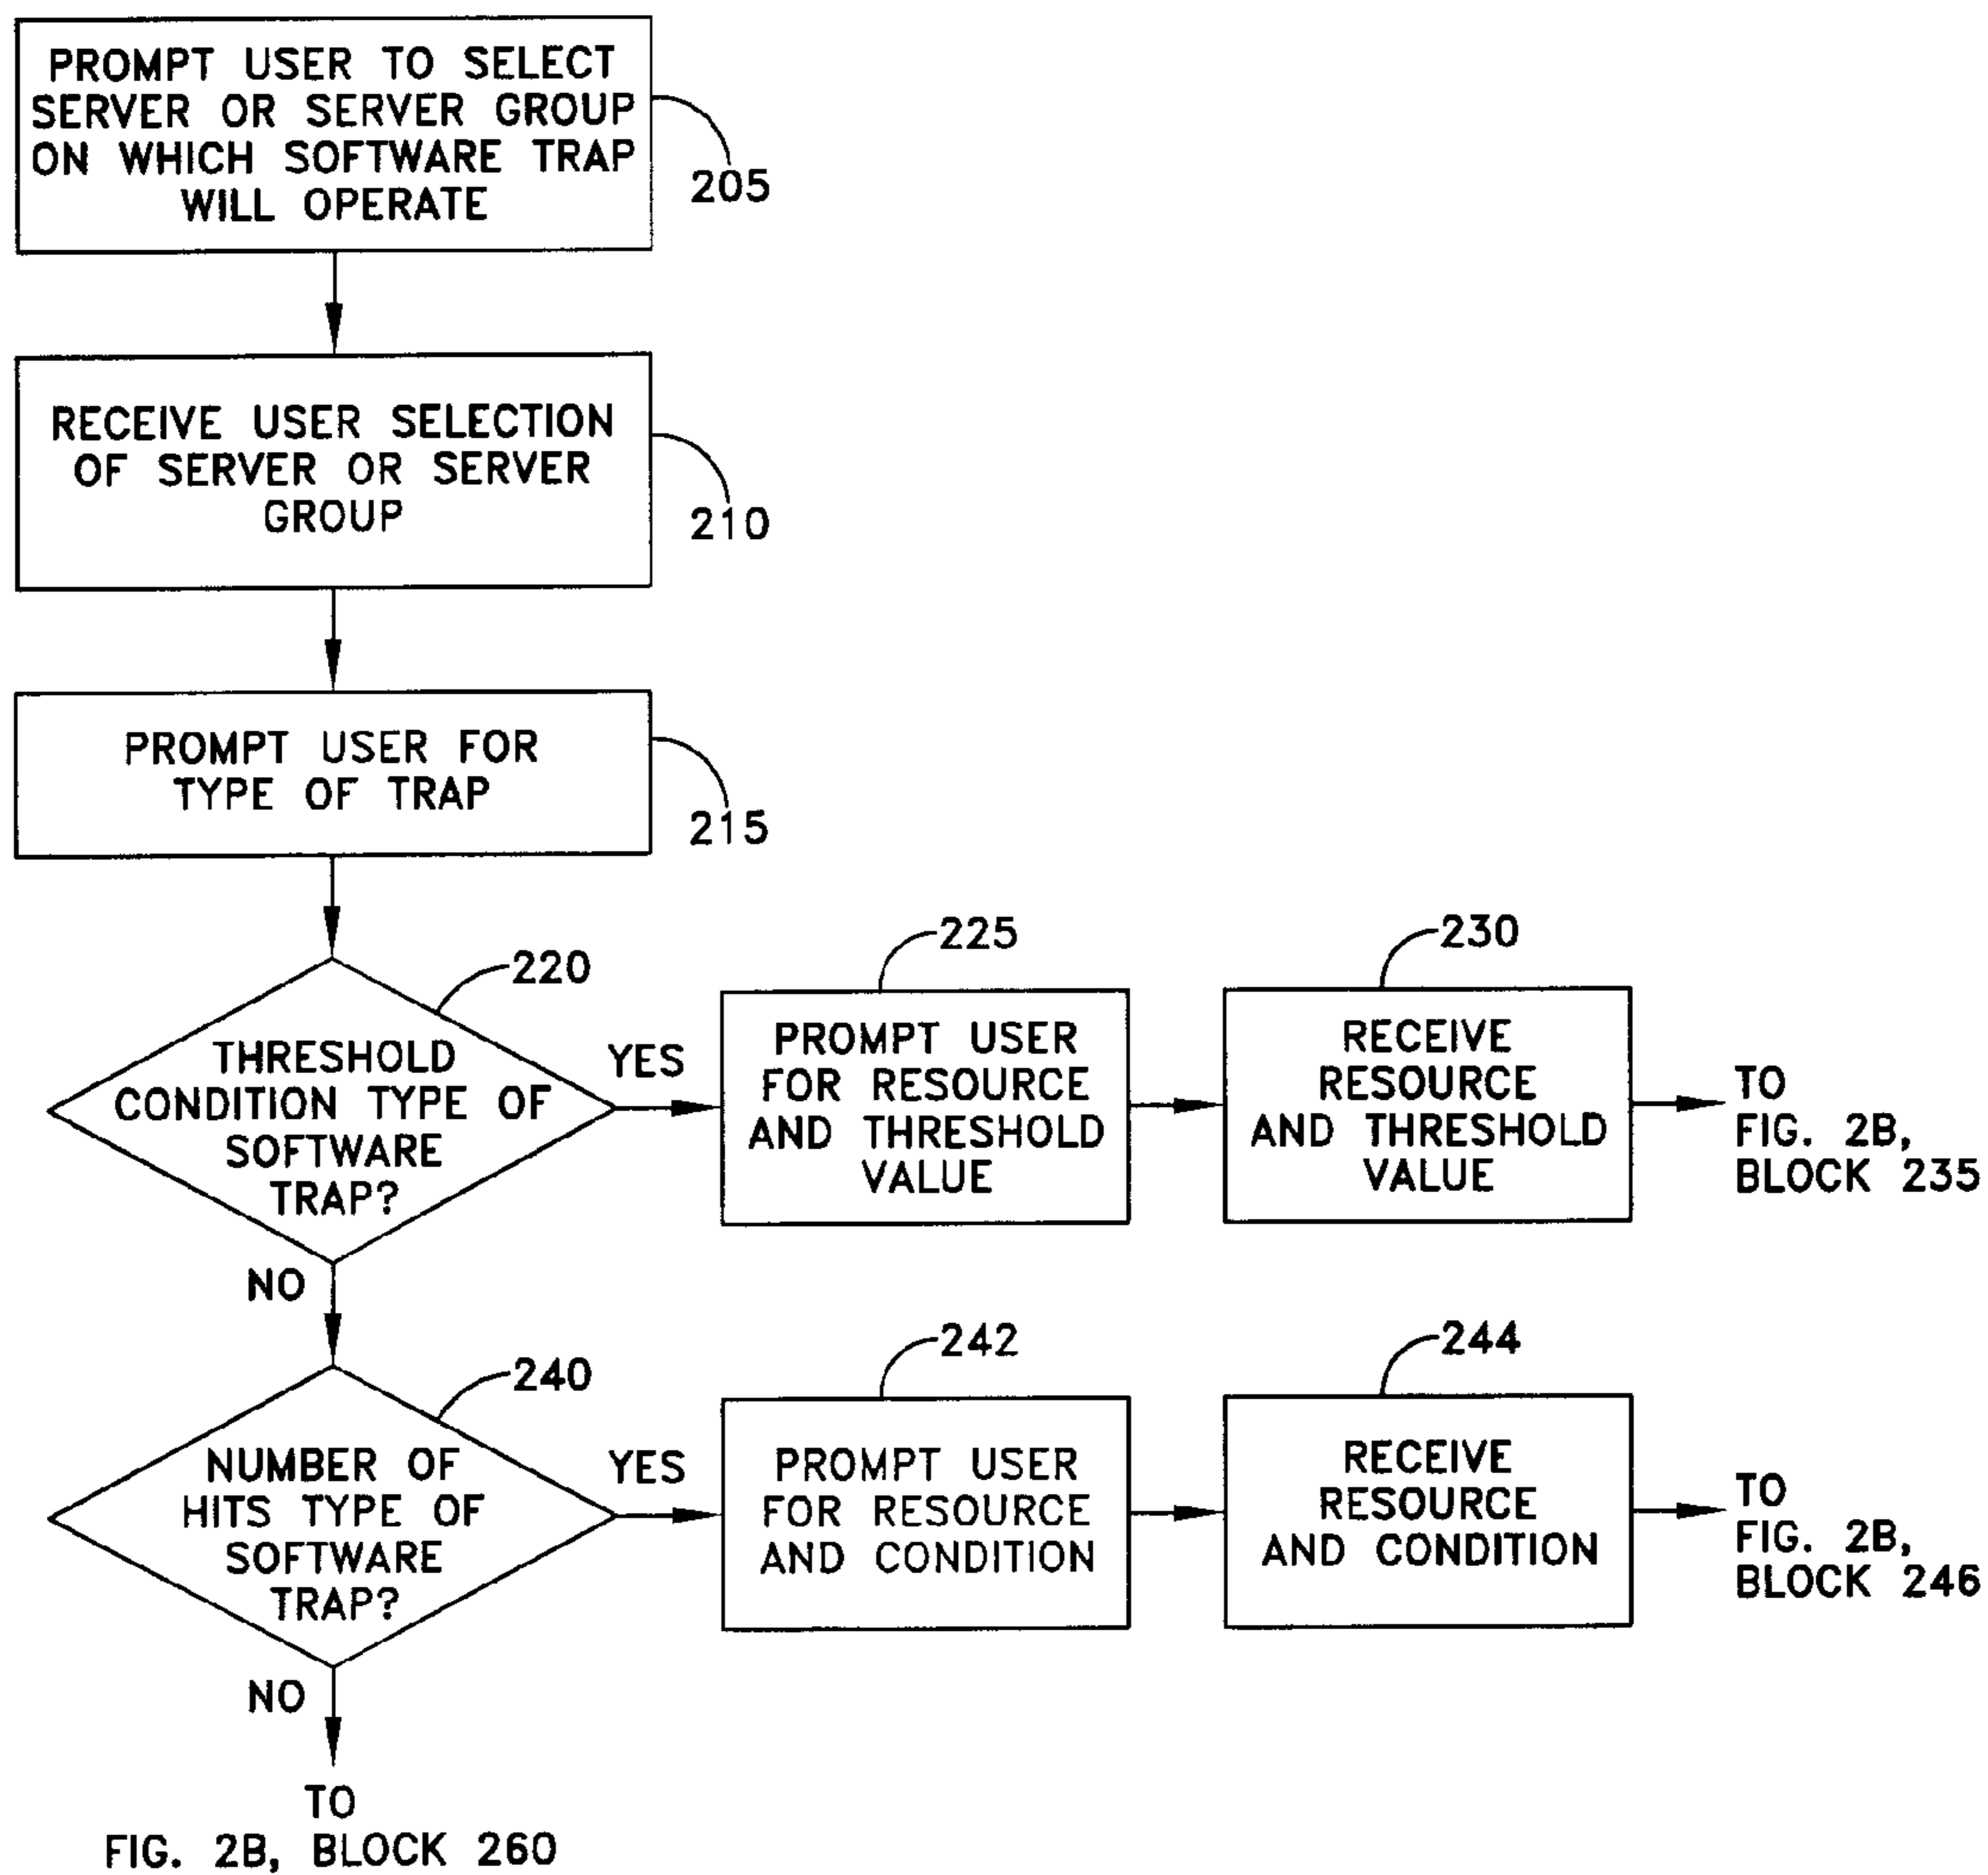 PROMPT USER TO SELECT
SERVER OR SERVER GROUP
ON WHICH SOFTWARE TRAP
WILL OPERATE
205
RECEIVE USER SELECTION
OF SERVER OR SERVER
GROUP
210
PROMPT USER FOR
TYPE OF TRAP
215
220
THRESHOLD
CONDITION TYPE OF
SOFTWARE
TRAP?
YES
NO
225
PROMPT USER
FOR RESOURCE
AND THRESHOLD
VALUE
230
RECEIVE
RESOURCE
AND THRESHOLD
VALUE
TO
FIG. 2B,
BLOCK 235
240
NUMBER OF
HITS TYPE OF
SOFTWARE
TRAP?
YES
NO
242
PROMPT USER
FOR RESOURCE
AND CONDITION
244
RECEIVE
RESOURCE
AND CONDITION
TO
FIG. 2B,
BLOCK 246
TO
FIG. 2B, BLOCK 260